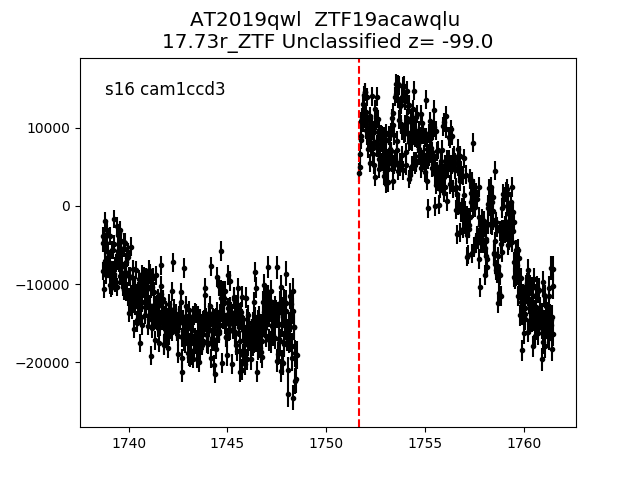 AT2019qwl  ZTF19acawqlu
17.73r_ZTF Unclassified z= -99.0
s16 cam1ccd3
10000
0
−10000
−20000
1740 1745 1750 1755 1760